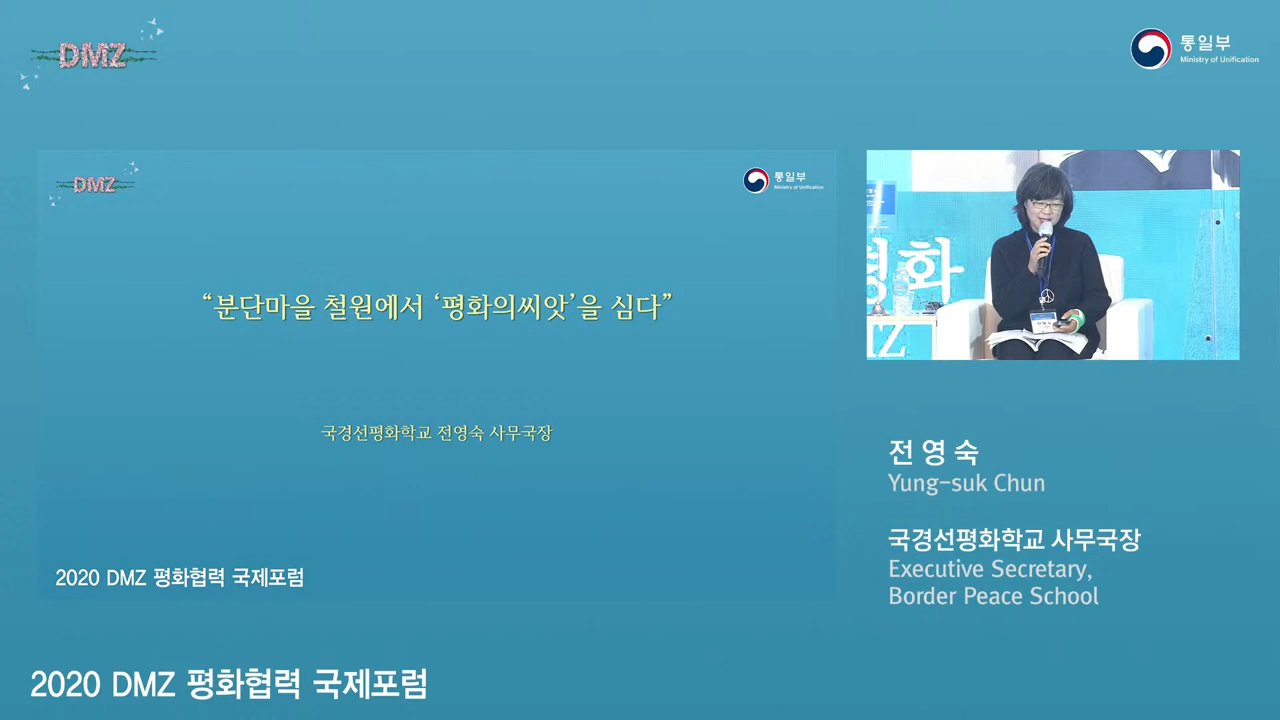 DMZ
통일부
Ministry of Unification
DMZ
통일부
Ministry of Unification
“분단마을 철원에서 ‘평화의씨앗’을 심다”
국경선평화학교 전영숙 사무국장
2020 DMZ 평화협력 국제포럼
평화
MZ
전영숙
Yung-suk Chun
국경선평화학교 사무국장
Executive Secretary,
Border Peace School
2020 DMZ 평화협력 국제포럼